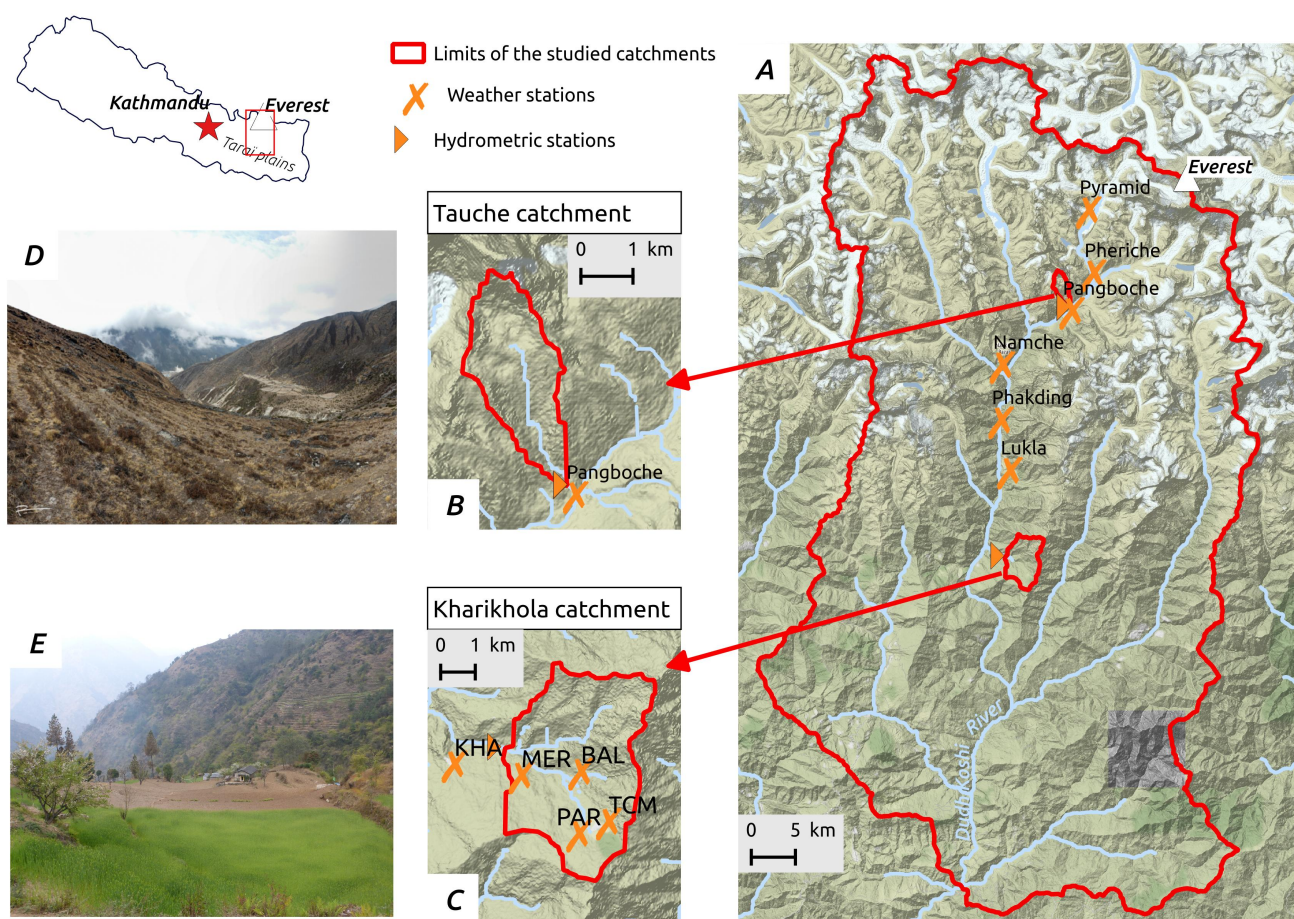 Kathmandu
Everest
Taraï plains
Limits of the studied catchments
Weather stations
Hydrometric stations
A
Everest
Pyramid
Pheriche
Pangboche
Namche
Phakding
Lukla
Dudh Koshi River
0 5 km
Tauche catchment
0 1 km
Pangboche
B
D
Kharikhola catchment
0 1 km
KHA
MER
BAL
PAR
TCM
C
E